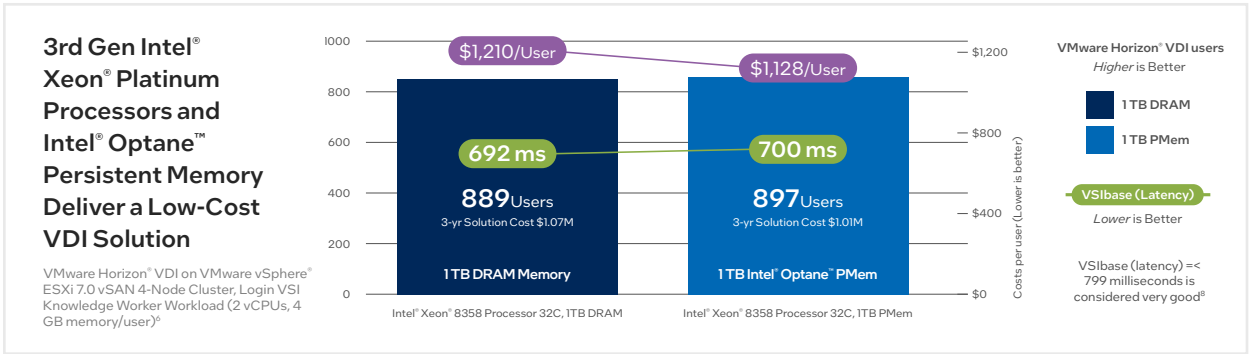 3rd Gen Intel®
Xeon® Platinum
Processors and
Intel® Optane™
Persistent Memory
Deliver a Low-Cost
VDI Solution
VMware Horizon® VDI on VMware vSphere®
ESXi 7.0 vSAN 4-Node Cluster, Login VSI
Knowledge Worker Workload (2 vCPUs, 4
GB memory/user)⁶
1000
800
600
400
200
0
$1,210/User
$1,128/User
692 ms
700 ms
889Users
3-yr Solution Cost $1.07M
897Users
3-yr Solution Cost $1.01M
1 TB DRAM Memory
1 TB Intel® Optane™ PMem
Intel® Xeon® 8358 Processor 32C, 1TB DRAM
Intel® Xeon® 8358 Processor 32C, 1TB PMem
$1,200
$800
$400
$0
Costs per user (Lower is better)
VMware Horizon® VDI users
Higher is Better
1 TB DRAM
1 TB PMem
VSIbase (Latency)
Lower is Better
VSIbase (latency) =<
799 milliseconds is
considered very good⁸